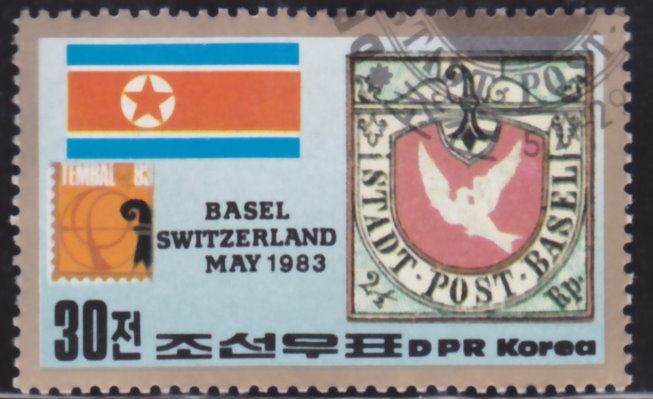 TEMBAL 83
BASEL
SWITZERLAND
MAY 1983
STADT-POST-BASEL
2½ Rp.
30전 조선우표 DPR Korea